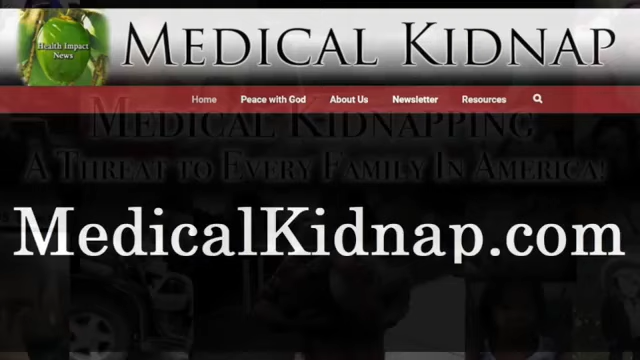 Health Impact
News
MEDICAL KIDNAP
Home Peace with God About Us Newsletter Resources
MEDICAL KIDNAPPING
A THREAT TO EVERY FAMILY IN AMERICA!
MedicalKidnap.com